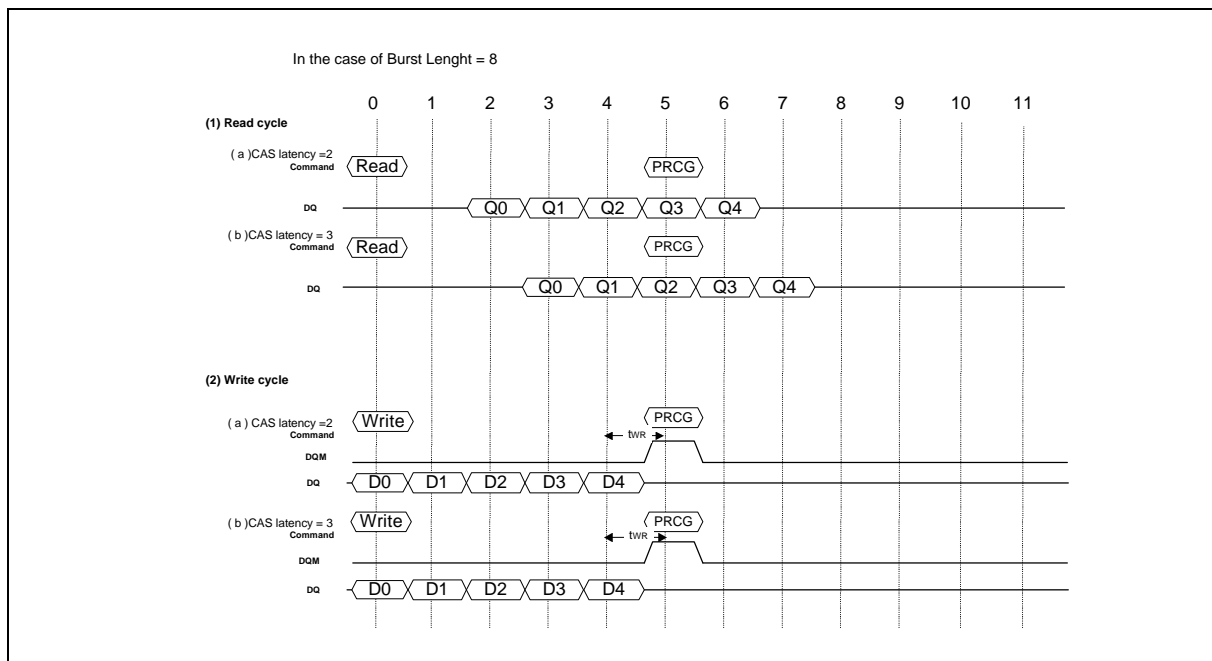 In the case of Burst Lenght = 8
0 1 2 3 4 5 6 7 8 9 10 11
(1) Read cycle
( a )CAS latency =2
Command Read PRCG
DQ Q0 Q1 Q2 Q3 Q4
( b )CAS latency = 3
Command Read PRCG
DQ Q0 Q1 Q2 Q3 Q4
(2) Write cycle
( a ) CAS latency =2
Command Write PRCG
tWR
DQM
DQ D0 D1 D2 D3 D4
( b )CAS latency = 3
Command Write PRCG
tWR
DQM
DQ D0 D1 D2 D3 D4